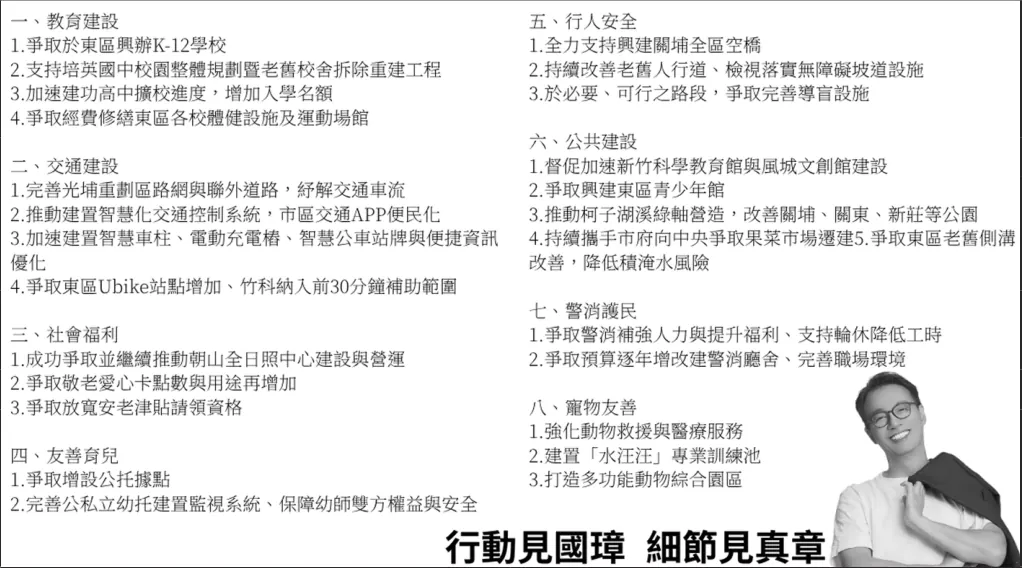 一、教育建設
1.爭取於東區興辦K-12學校
2.支持培英國中校園整體規劃暨老舊校舍拆除重建工程
3.加速建功高中擴校進度，增加入學名額
4.爭取經費修繕東區各校體健設施及運動場館
二、交通建設
1.完善光埔重劃區路網與聯外道路，紓解交通車流
2.推動建置智慧化交通控制系統，市區交通APP便民化
3.加速建置智慧車柱、電動充電樁、智慧公車站牌與便捷資訊
優化
4.爭取東區Ubike站點增加、竹科納入前30分鐘補助範圍
三、社會福利
1.成功爭取並繼續推動朝山全日照中心建設與營運
2.爭取敬老愛心卡點數與用途再增加
3.爭取放寬安老津貼請領資格
四、友善育兒
1.爭取增設公托據點
2.完善公私立幼托建置監視系統、保障幼師雙方權益與安全
五、行人安全
1.全力支持興建關埔全區空橋
2.持續改善老舊人行道、檢視落實無障礙坡道設施
3.於必要、可行之路段，爭取完善導盲設施
六、公共建設
1.督促加速新竹科學教育館與風城文創館建設
2.爭取興建東區青少年館
3.推動柯子湖溪綠軸營造，改善關埔、關東、新莊等公園
4.持續攜手市府向中央爭取果菜市場遷建5.爭取東區老舊側溝
改善，降低積淹水風險
七、警消護民
1.爭取警消補強人力與提升福利、支持輪休降低工時
2.爭取預算逐年增改建警消廳舍、完善職場環境
八、寵物友善
1.強化動物救援與醫療服務
2.建置「水汪汪」專業訓練池
3.打造多功能動物綜合園區
行動見國璋 細節見真章